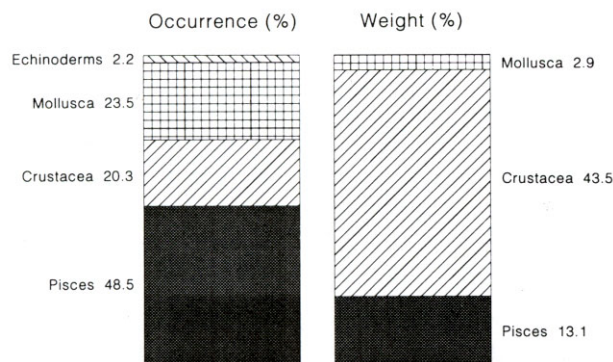 Occurrence (%)
Weight (%)
Echinoderms 2.2
Mollusca 23.5
Crustacea 20.3
Pisces 48.5
Mollusca 2.9
Crustacea 43.5
Pisces 13.1